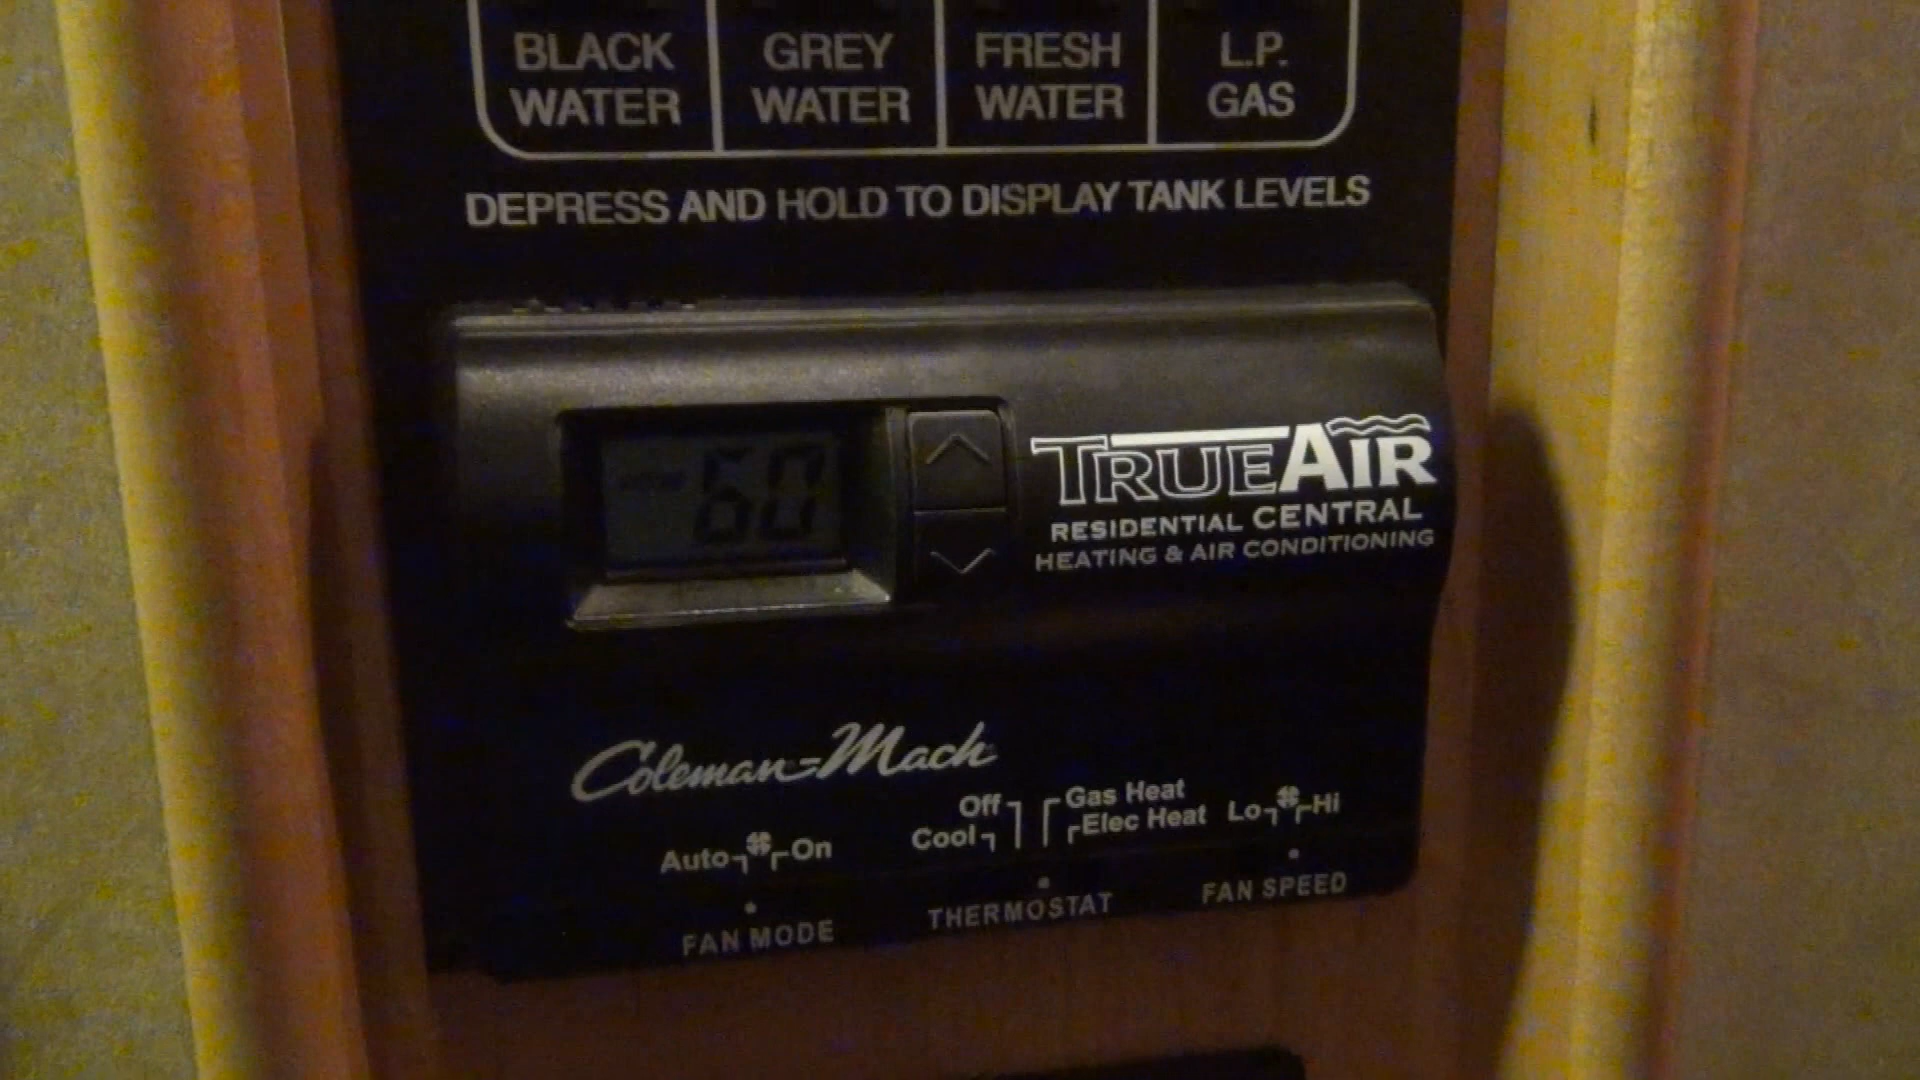 BLACK WATER
GREY WATER
FRESH WATER
L.P. GAS
DEPRESS AND HOLD TO DISPLAY TANK LEVELS
60
TRUEAIR
RESIDENTIAL CENTRAL
HEATING & AIR CONDITIONING
Coleman-Mach
Off Gas Heat
Cool Elec Heat
Lo Hi
Auto On
FAN MODE
THERMOSTAT
FAN SPEED